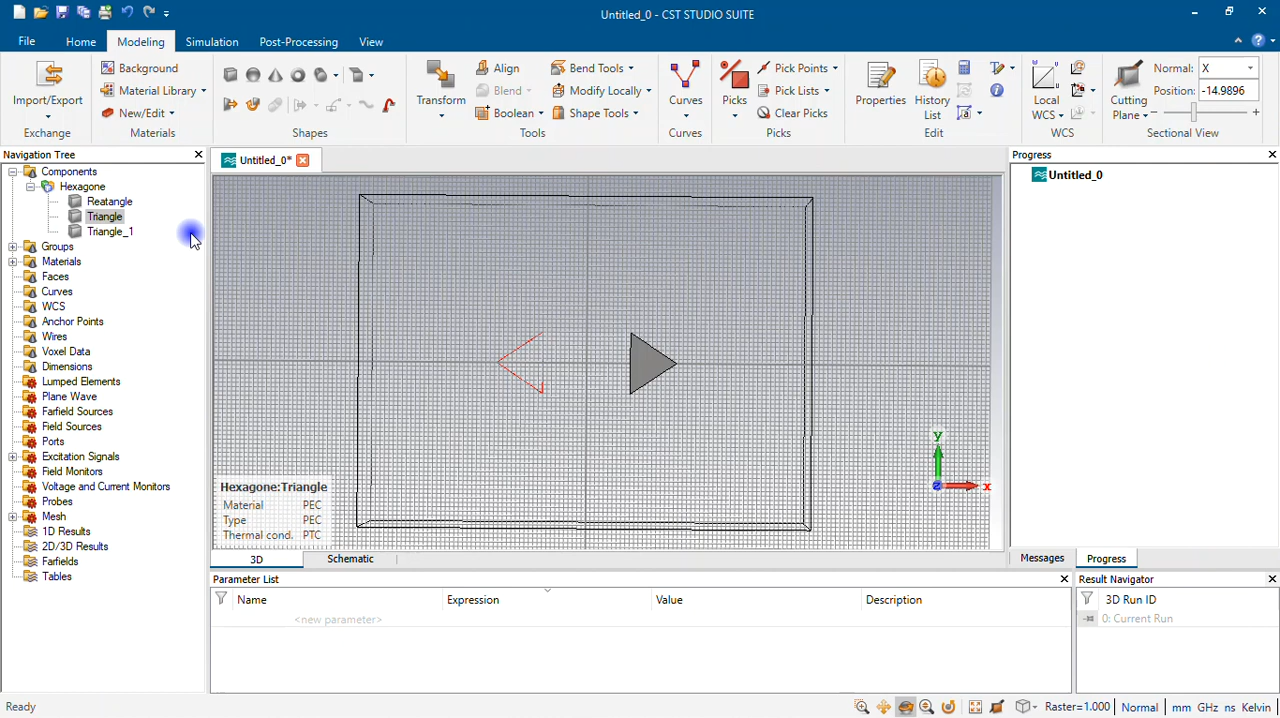 Untitled_0 - CST STUDIO SUITE
File
Home
Modeling
Simulation
Post-Processing
View
Import/Export
Exchange
Background
Material Library
New/Edit
Materials
Shapes
Transform
Align
Blend
Boolean
Bend Tools
Modify Locally
Shape Tools
Tools
Curves
Curves
Picks
Pick Points
Pick Lists
Clear Picks
Picks
Properties
History List
Edit
Local WCS
WCS
Cutting Plane
Normal: X
Position: -14.9896
Sectional View
Navigation Tree
Components
Hexagone
Reatangle
Triangle
Triangle_1
Groups
Materials
Faces
Curves
WCS
Anchor Points
Wires
Voxel Data
Dimensions
Lumped Elements
Plane Wave
Farfield Sources
Field Sources
Ports
Excitation Signals
Field Monitors
Voltage and Current Monitors
Probes
Mesh
1D Results
2D/3D Results
Farfields
Tables
Untitled_0*
y
x
z
Hexagone:Triangle
Material PEC
Type PEC
Thermal cond. PTC
3D
Schematic
Progress
Untitled_0
Messages
Progress
Parameter List
Name Expression Value Description
<new parameter>
Result Navigator
3D Run ID
0: Current Run
Ready
Raster=1.000 Normal mm GHz ns Kelvin